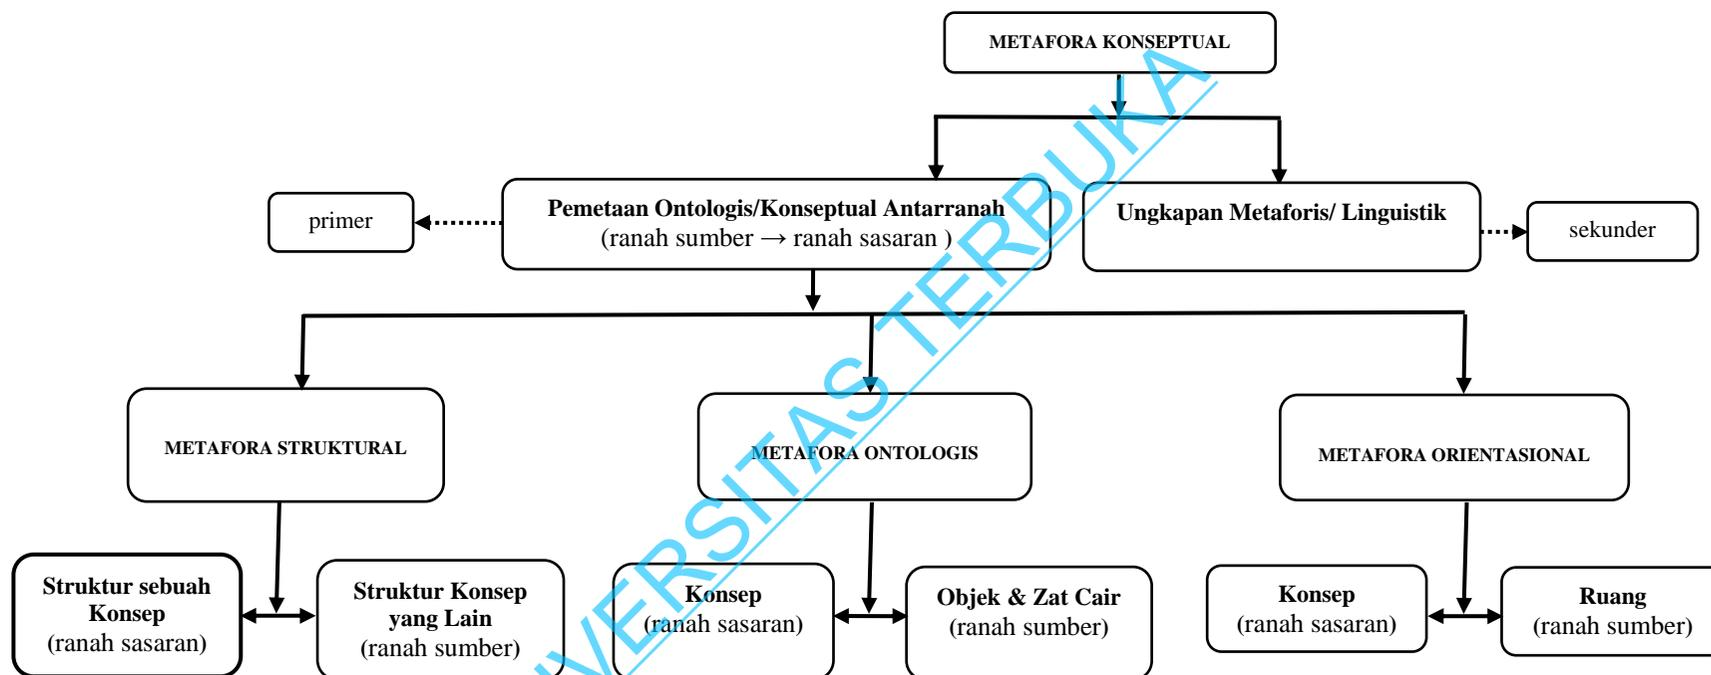 METAFORA KONSEPTUAL
Pemetaan Ontologis/Konseptual Antarranah
(ranah sumber → ranah sasaran )
Ungkapan Metaforis/ Linguistik
primer
sekunder
METAFORA STRUKTURAL
METAFORA ONTOLOGIS
METAFORA ORIENTASIONAL
Struktur sebuah
Konsep
(ranah sasaran)
Struktur Konsep
yang Lain
(ranah sumber)
Konsep
(ranah sasaran)
Objek & Zat Cair
(ranah sumber)
Konsep
(ranah sasaran)
Ruang
(ranah sumber)
IVERSITAS TERBUKA